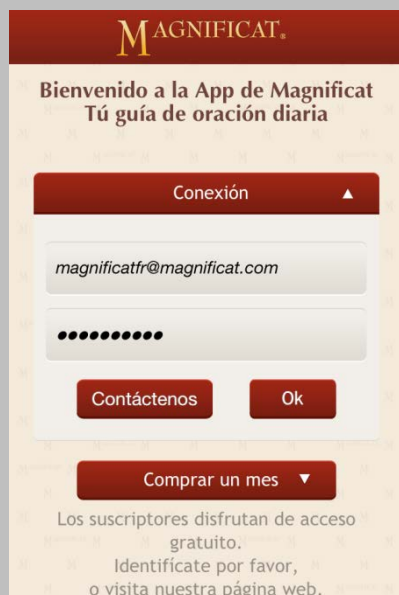 MAGNIFICAT®
Bienvenido a la App de Magnificat
Tú guía de oración diaria
Conexión ▲
magnificatfr@magnificat.com
●●●●●●●●●●
Contáctenos
Ok
Comprar un mes ▼
Los suscriptores disfrutan de acceso
gratuito.
Identifícate por favor,
o visita nuestra página web.